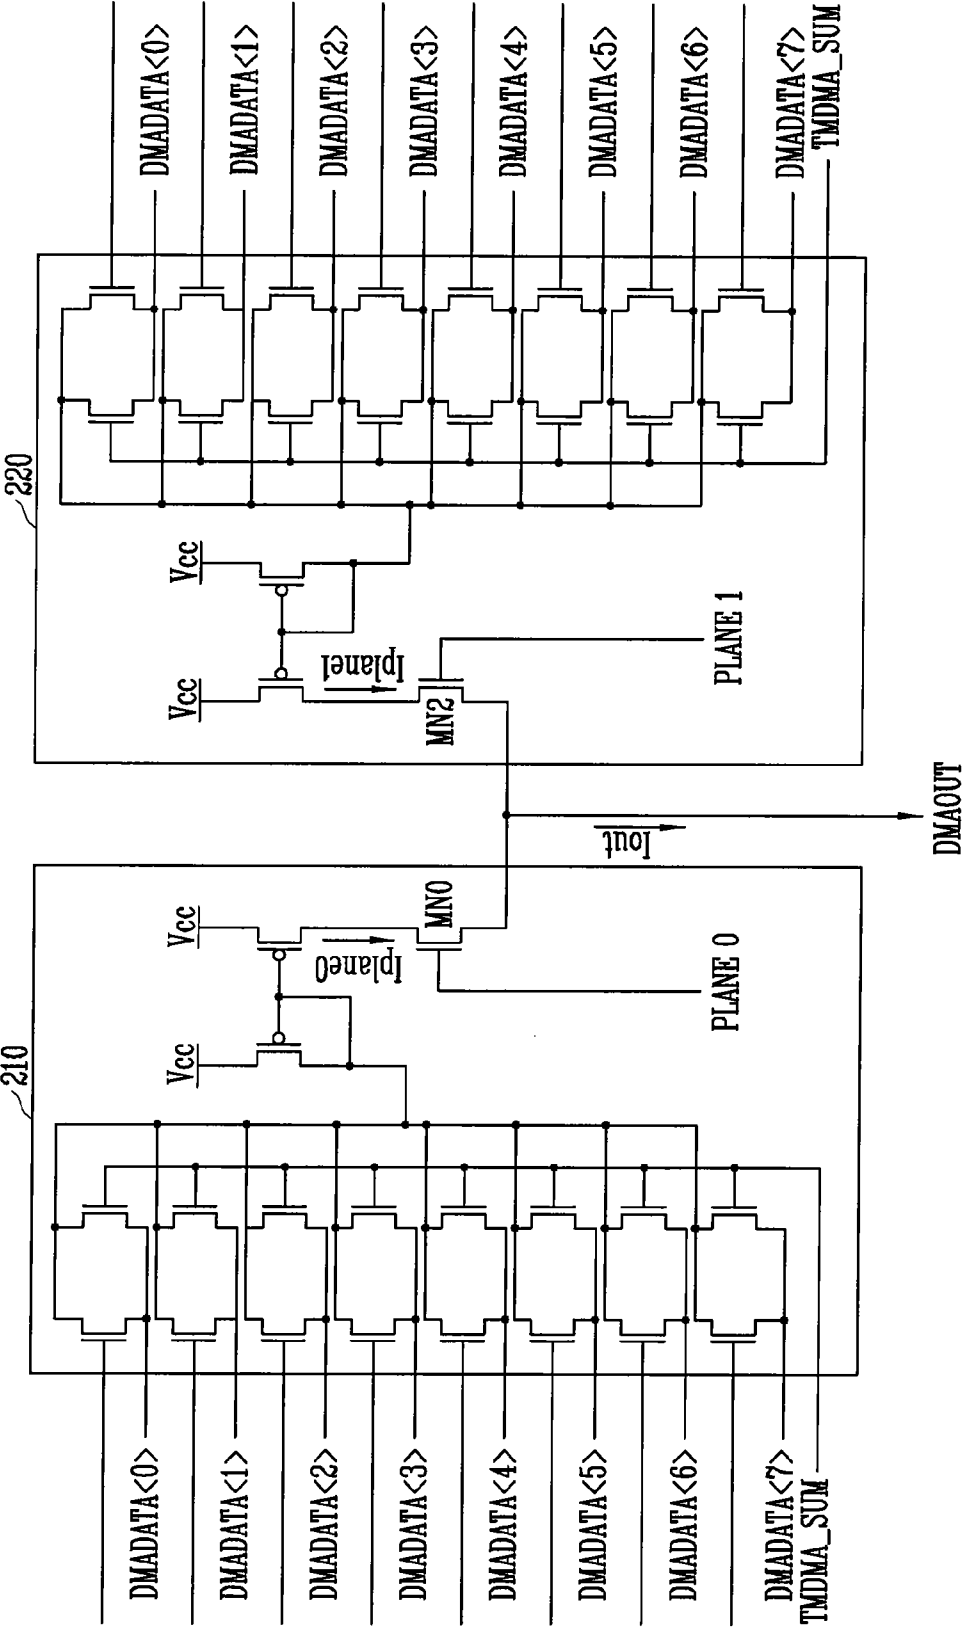 DMADATA<0>
DMADATA<1>
DMADATA<2>
DMADATA<3>
DMADATA<4>
DMADATA<5>
DMADATA<6>
DMADATA<7>
TMDMA_SUM
220
Vcc
Vcc
Iplane1
MN2
PLANE 1
Iout
DMAOUT
210
Vcc
Vcc
Iplane0
MN0
PLANE 0
DMADATA<0>
DMADATA<1>
DMADATA<2>
DMADATA<3>
DMADATA<4>
DMADATA<5>
DMADATA<6>
DMADATA<7>
TMDMA_SUM